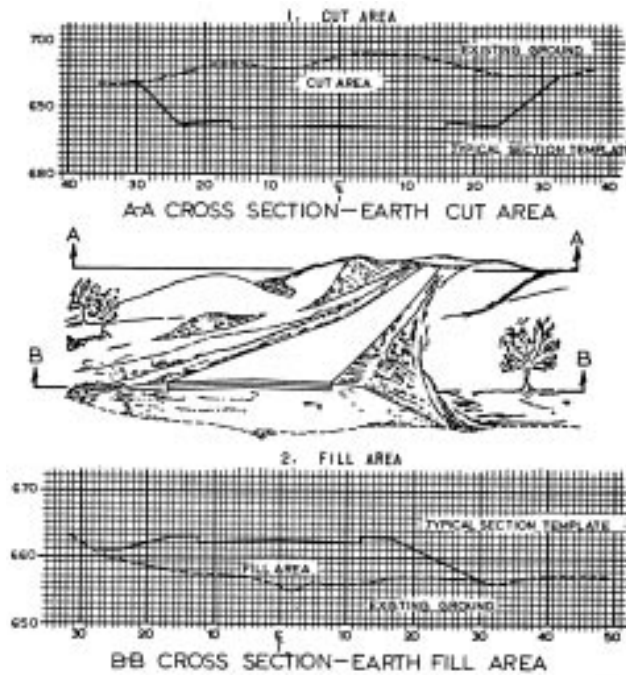 1. CUT AREA
700
EXISTING GROUND
CUT AREA
690
TYPICAL SECTION TEMPLATE
680
40 30 20 10 10 20 30 40
A-A CROSS SECTION-EARTH CUT AREA
A A
B B
2. FILL AREA
670
TYPICAL SECTION TEMPLATE
660
FILL AREA
EXISTING GROUND
650
30 20 10 10 20 30 40 50
B-B CROSS SECTION-EARTH FILL AREA